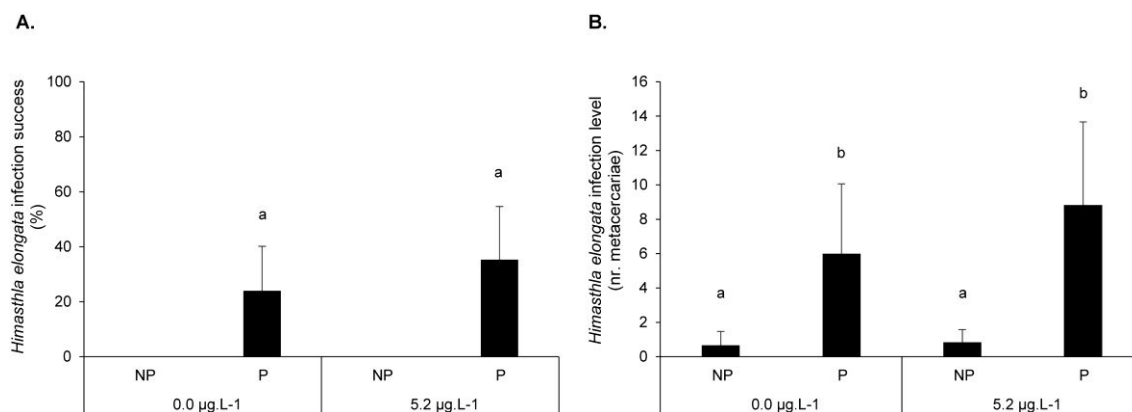 A.
Himasthla elongata infection success
(%)
100
80
60
40
20
0
a
a
NP
P
NP
P
0.0 µg.L-1
5.2 µg.L-1
B.
Himasthla elongata infection level
(nr. metacercariae)
16
14
12
10
8
6
4
2
0
a
b
a
b
NP
P
NP
P
0.0 µg.L-1
5.2 µg.L-1